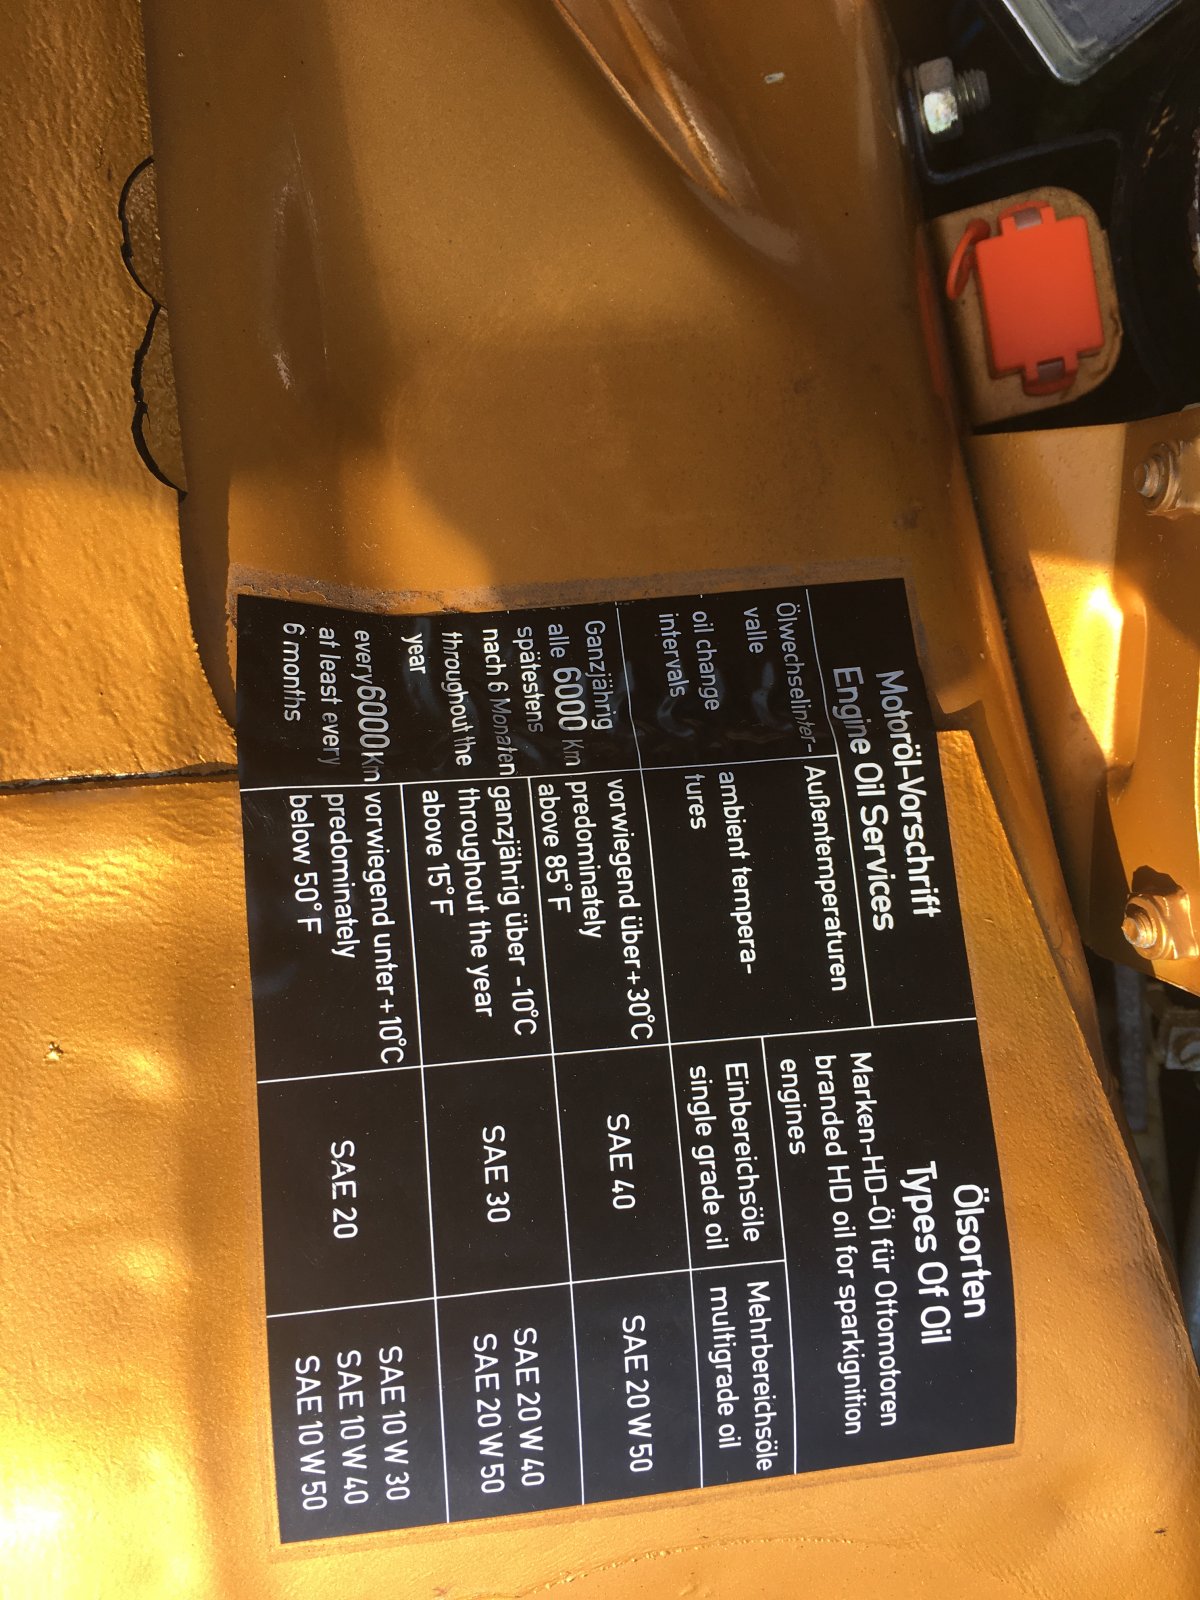 Motoröl-Vorschrift
Engine Oil Services
Ölsorten
Types Of Oil
Ölwechselinter-
valle
oil change
intervals
Außentemperaturen
ambient tempera-
tures
Marken-HD-Öl für Ottomotoren
branded HD oil for sparkignition
engines
Einbereichsöle
single grade oil
Mehrbereichsöle
multigrade oil
Ganzjährig
alle 6000 Km
spätestens
nach 6 Monaten
throughout the
year
every 6000 Km
at least every
6 months
vorwiegend über +30°C
predominately
above 85°F
SAE 40
SAE 20 W 50
ganzjährig über -10°C
throughout the year
above 15°F
SAE 30
SAE 20 W 40
SAE 20 W 50
vorwiegend unter +10°C
predominately
below 50°F
SAE 20
SAE 10 W 30
SAE 10 W 40
SAE 10 W 50